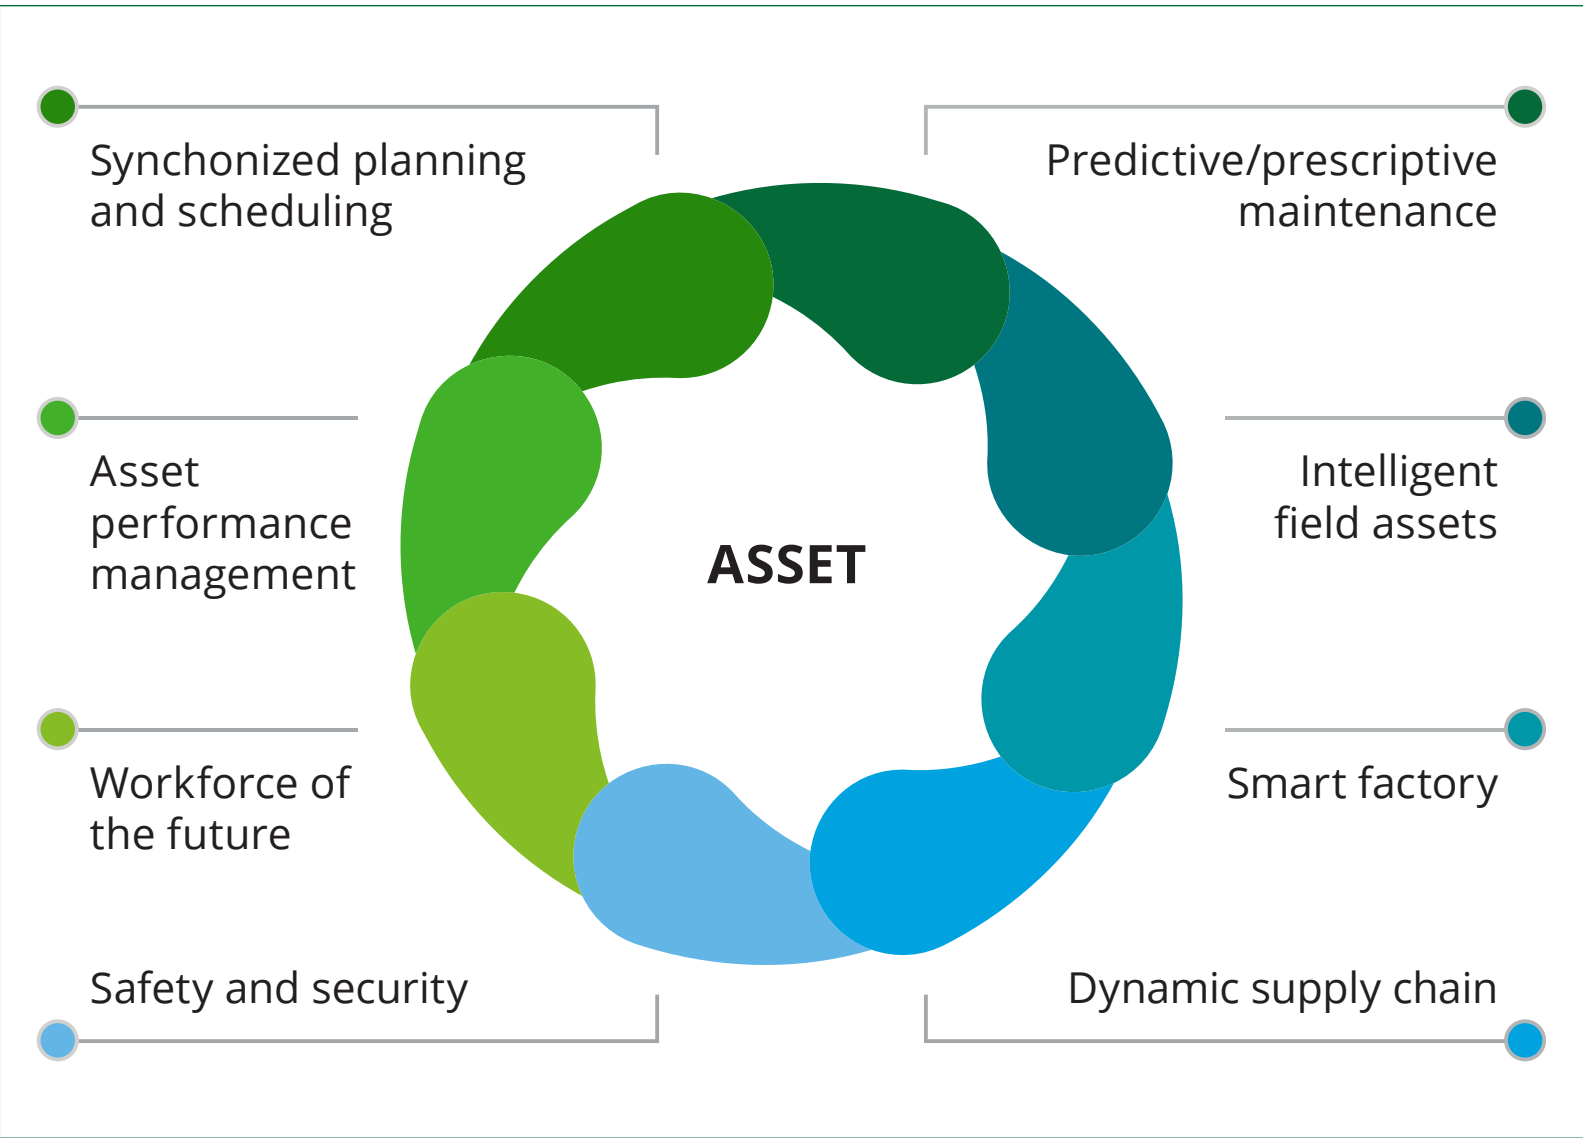 Synchonized planning
and scheduling
Predictive/prescriptive
maintenance
Asset
performance
management
Intelligent
field assets
ASSET
Workforce of
the future
Smart factory
Safety and security
Dynamic supply chain